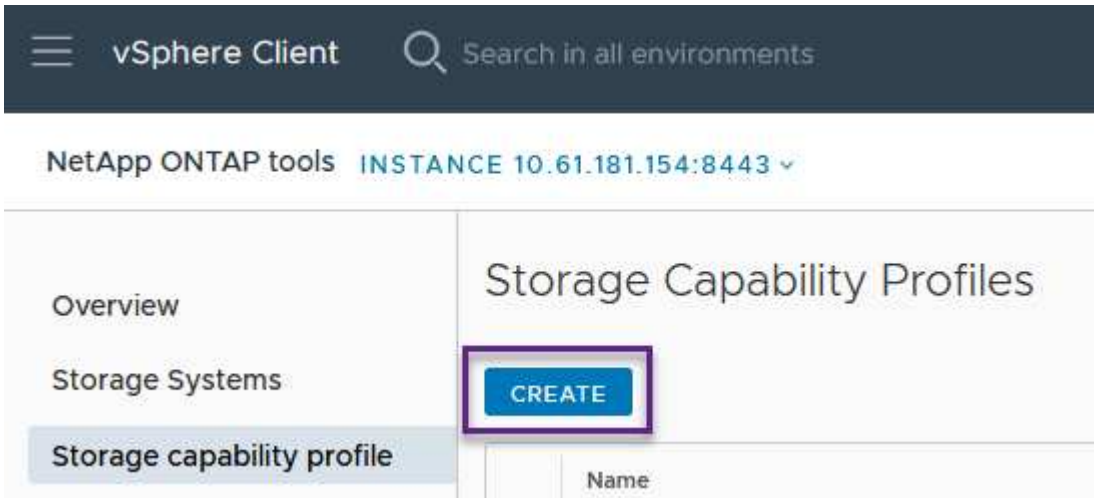 vSphere Client Search in all environments
NetApp ONTAP tools INSTANCE 10.61.181.154:8443
Overview
Storage Systems
Storage capability profile
Storage Capability Profiles
CREATE
Name